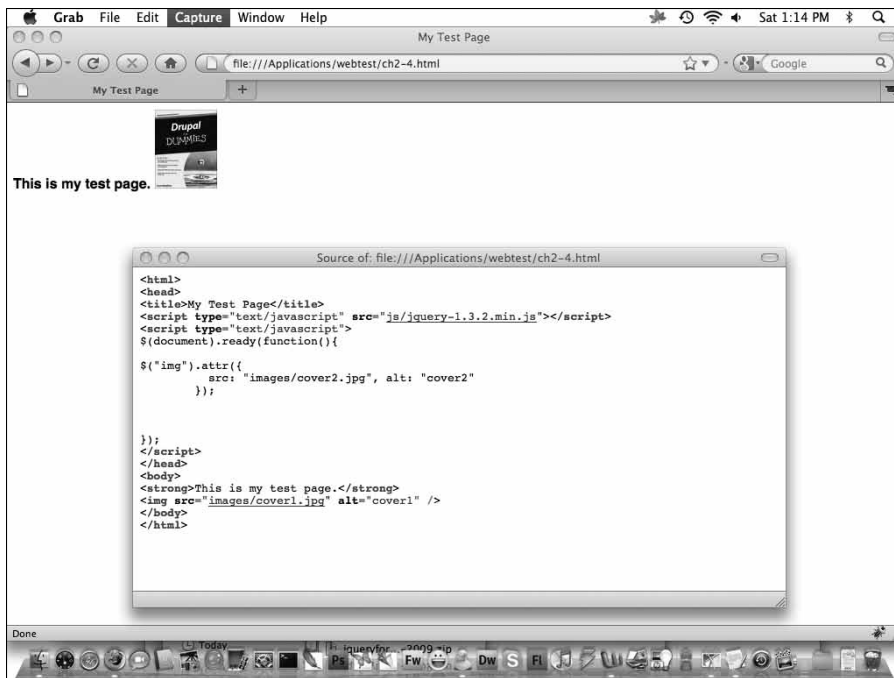 Grab File Edit Capture Window Help Sat 1:14 PM
My Test Page
file:///Applications/webtest/ch2-4.html Google
My Test Page +
Drupal
DUMMIES
This is my test page.
Source of: file:///Applications/webtest/ch2-4.html
<html>
<head>
<title>My Test Page</title>
<script type="text/javascript" src="js/jquery-1.3.2.min.js"></script>
<script type="text/javascript">
$(document).ready(function(){
$("img").attr({
src: "images/cover2.jpg", alt: "cover2"
});
});
</script>
</head>
<body>
<strong>This is my test page.</strong>
<img src="images/cover1.jpg" alt="cover1" />
</body>
</html>
Done
Today
Ps Fw Dw S Fl